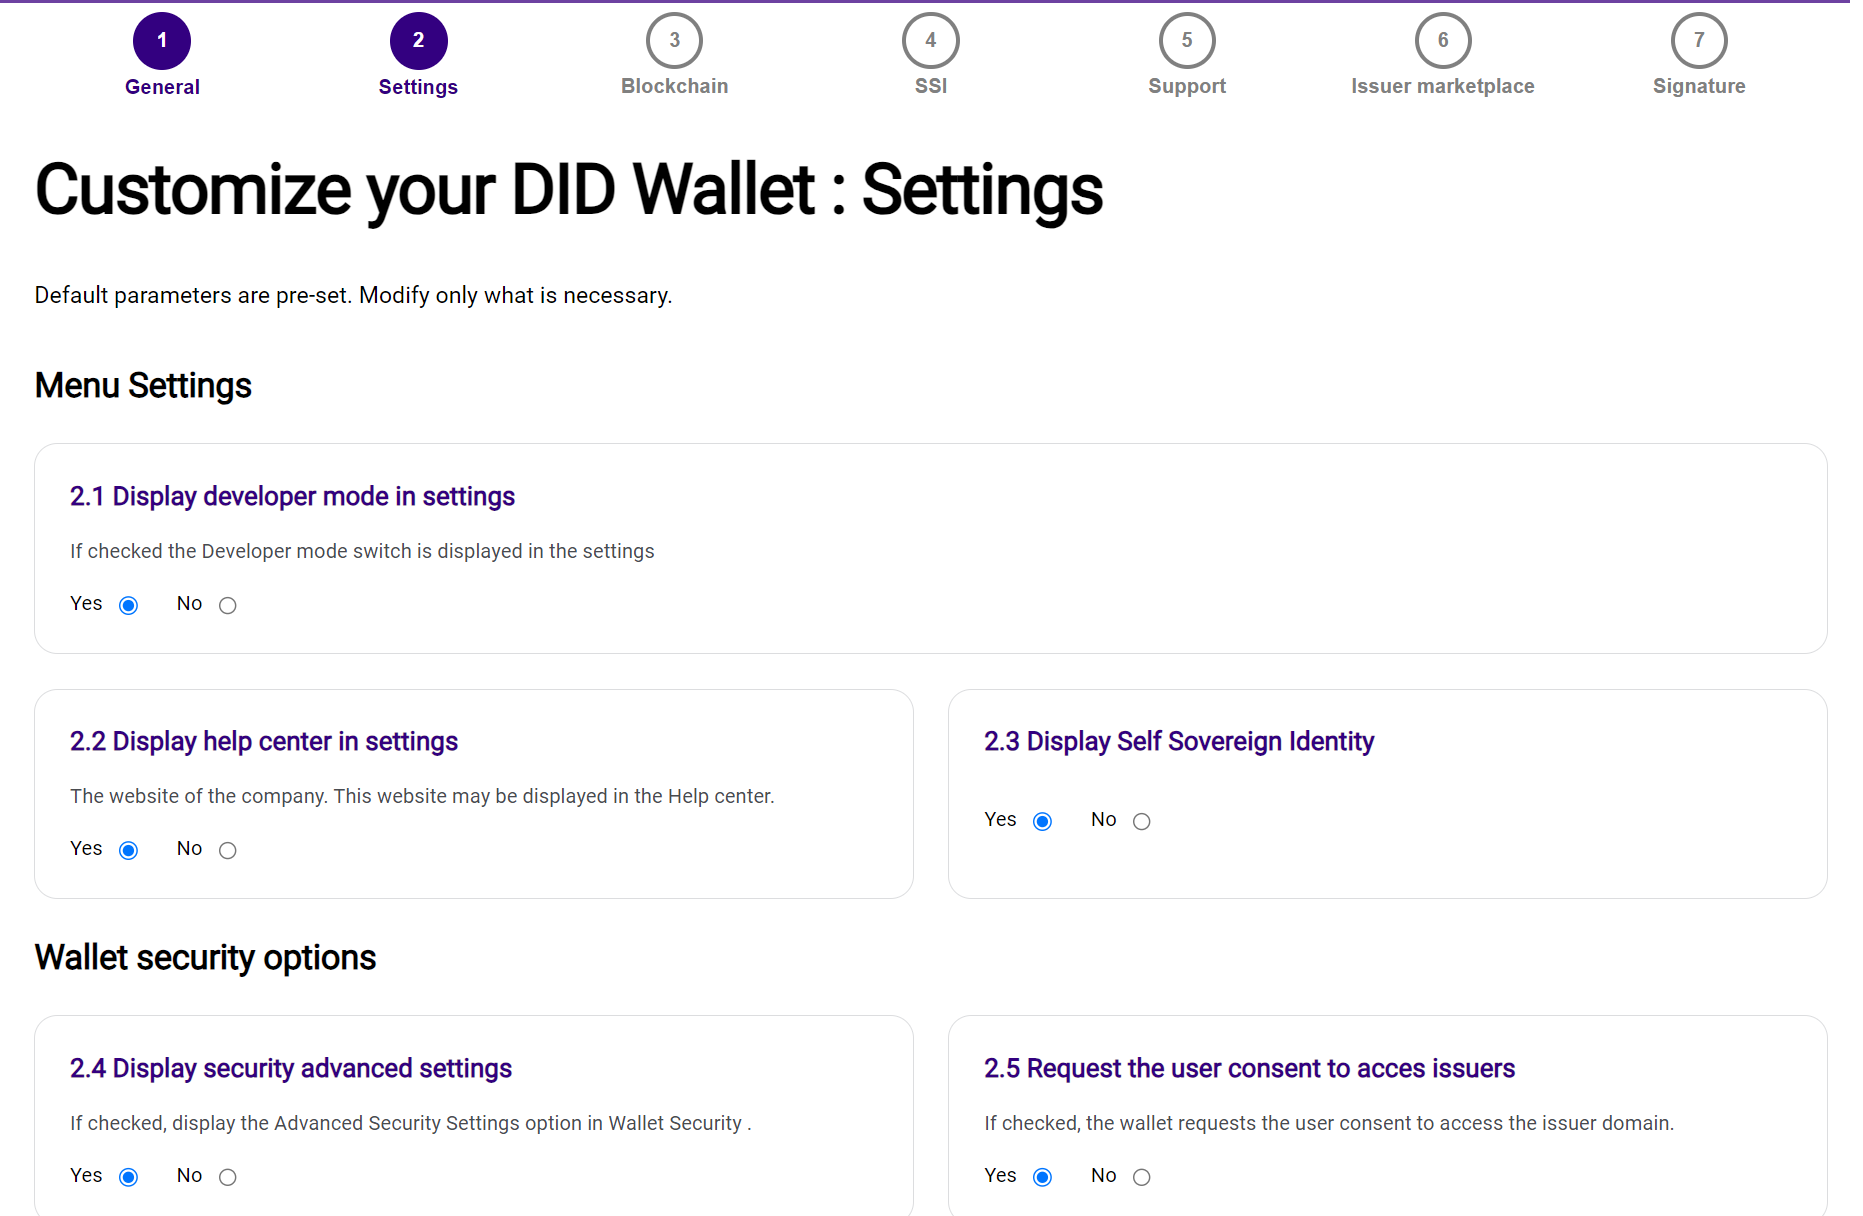 1 2 3 4 5 6 7
General Settings Blockchain SSI Support Issuer marketplace Signature
Customize your DID Wallet : Settings
Default parameters are pre-set. Modify only what is necessary.
Menu Settings
2.1 Display developer mode in settings
If checked the Developer mode switch is displayed in the settings
Yes No
2.2 Display help center in settings
The website of the company. This website may be displayed in the Help center.
Yes No
2.3 Display Self Sovereign Identity
Yes No
Wallet security options
2.4 Display security advanced settings
If checked, display the Advanced Security Settings option in Wallet Security .
Yes No
2.5 Request the user consent to acces issuers
If checked, the wallet requests the user consent to access the issuer domain.
Yes No